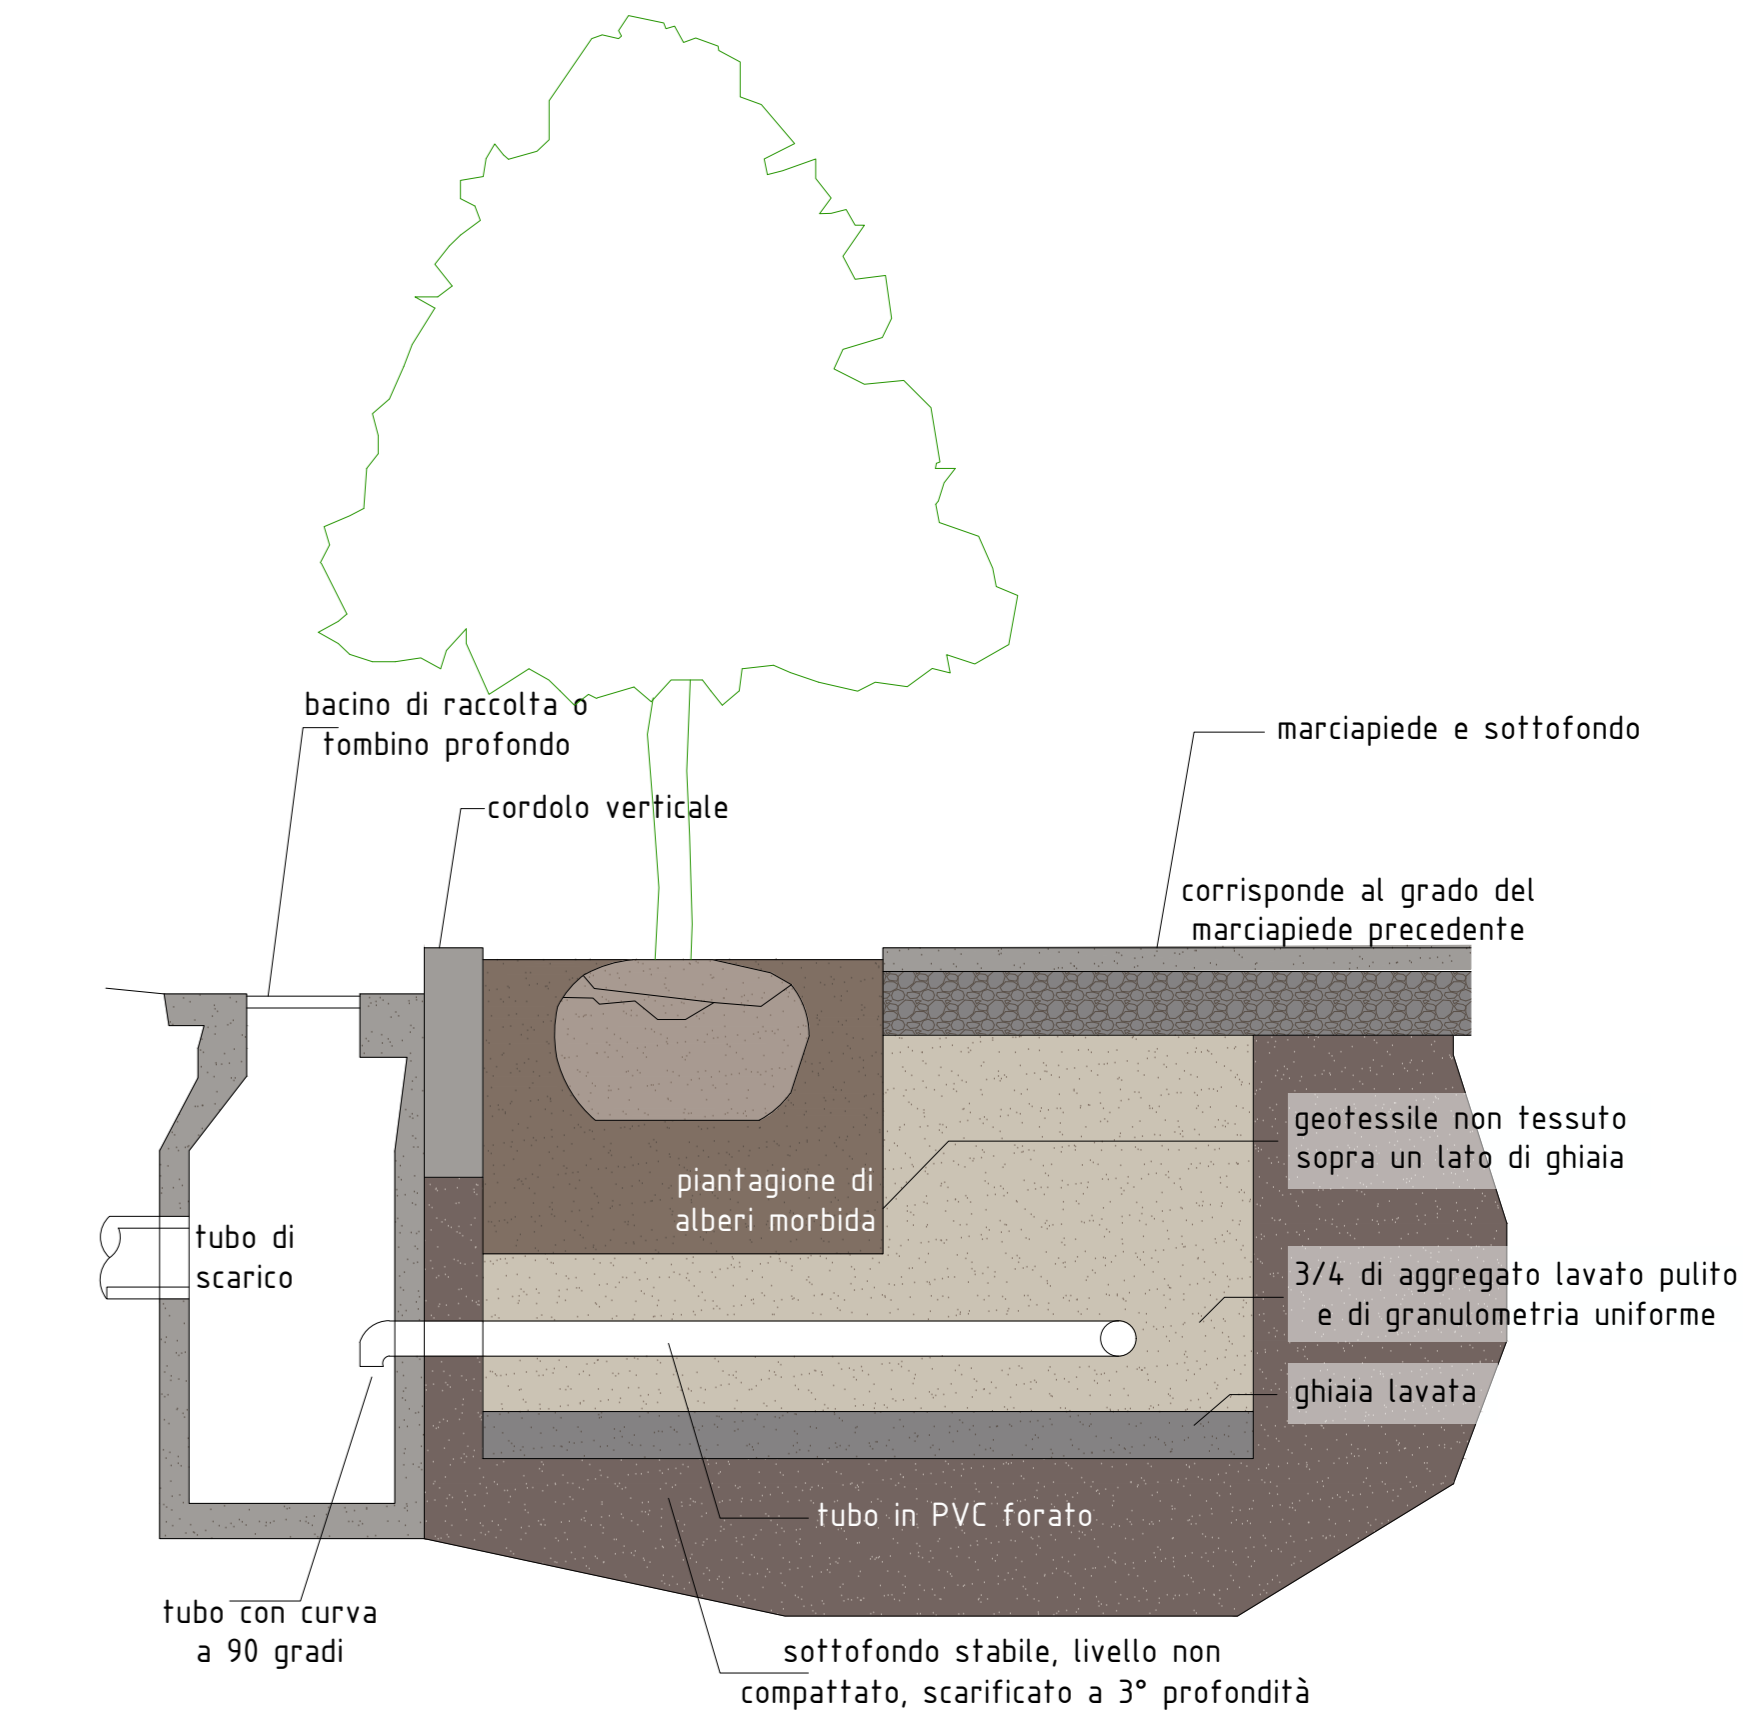 bacino di raccolta o
tombino profondo
marciapiede e sottofondo
cordolo verticale
corrisponde al grado del
marciapiede precedente
geotessile non tessuto
sopra un lato di ghiaia
piantagione di
alberi morbida
tubo di
scarico
3/4 di aggregato lavato pulito
e di granulometria uniforme
ghiaia lavata
tubo in PVC forato
tubo con curva
a 90 gradi
sottofondo stabile, livello non
compattato, scarificato a 3° profondità